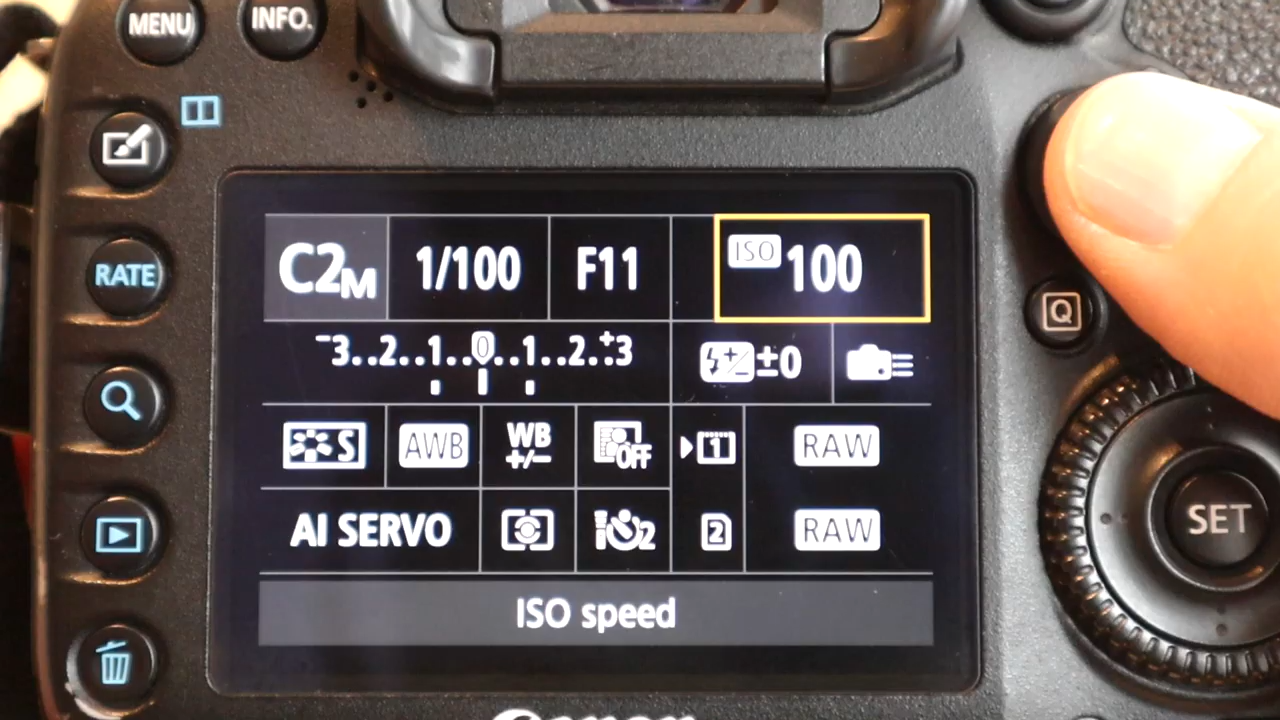 MENU INFO.
RATE
C2M 1/100 F11 ISO 100
-3..2..1..0..1..2.+3
±0
S AWB WB +/- OFF 1 RAW
AI SERVO 2 2 RAW
ISO speed
Q
SET
Canon